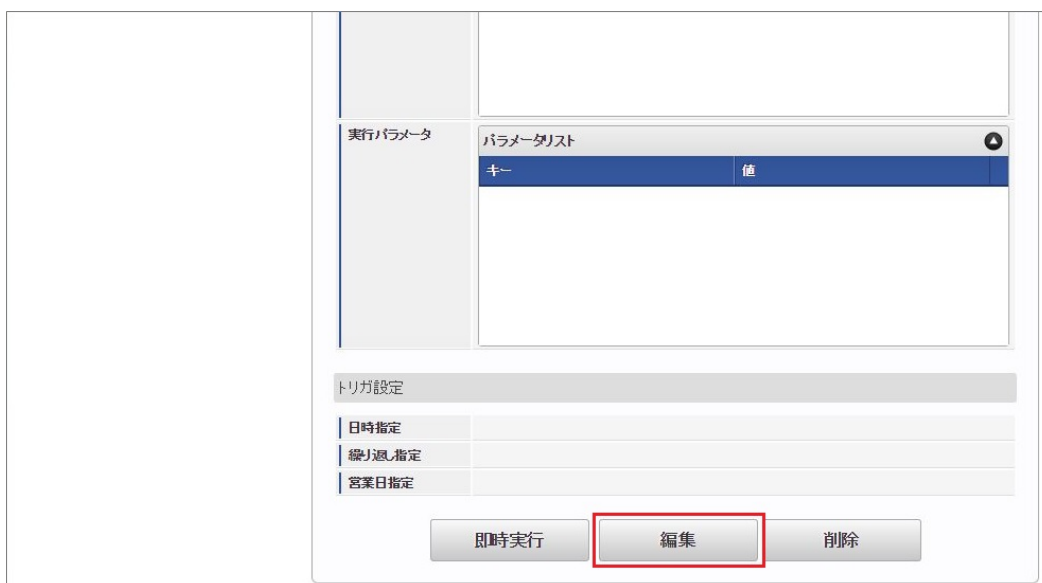 実行パラメータ
パラメータリスト
キー 値
トリガ設定
日時指定
繰り返し指定
営業日指定
即時実行 編集 削除